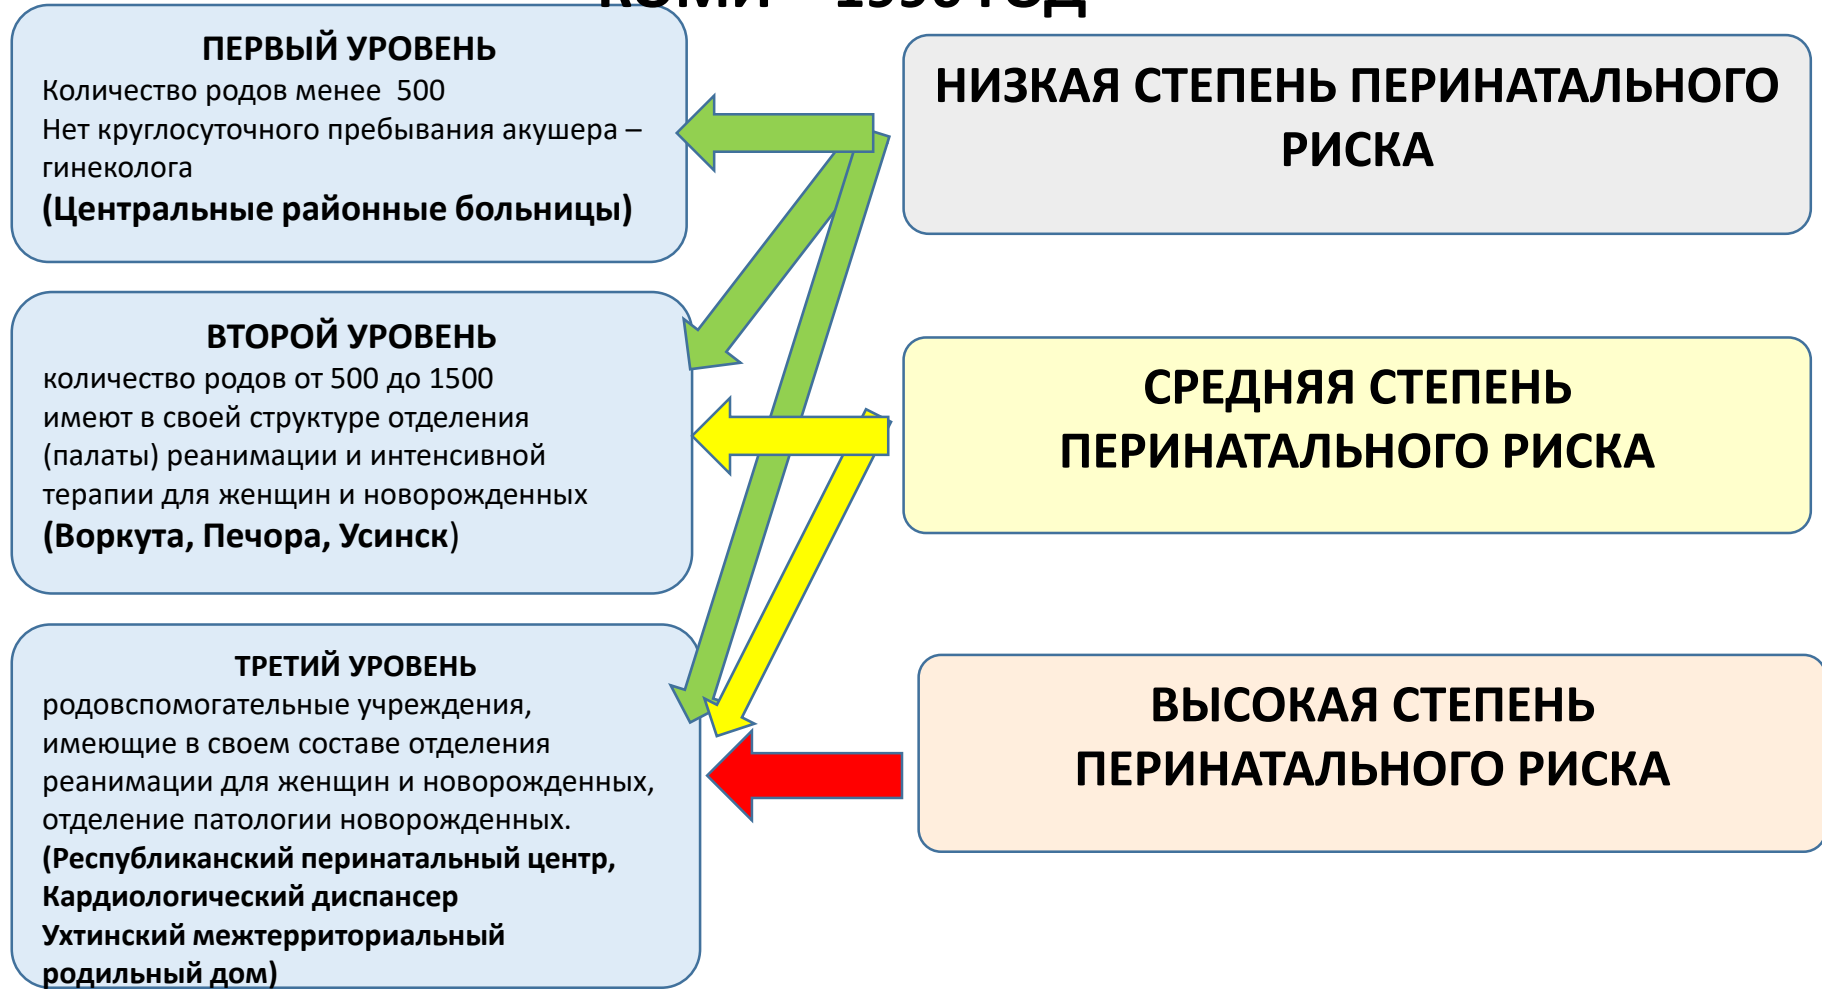 КОМИ – 1996 ГОД
ПЕРВЫЙ УРОВЕНЬ
Количество родов менее 500
Нет круглосуточного пребывания акушера –
гинеколога
(Центральные районные больницы)
ВТОРОЙ УРОВЕНЬ
количество родов от 500 до 1500
имеют в своей структуре отделения
(палаты) реанимации и интенсивной
терапии для женщин и новорожденных
(Воркута, Печора, Усинск)
ТРЕТИЙ УРОВЕНЬ
родовспомогательные учреждения,
имеющие в своем составе отделения
реанимации для женщин и новорожденных,
отделение патологии новорожденных.
(Республиканский перинатальный центр,
Кардиологический диспансер
Ухтинский межтерриториальный
родильный дом)
НИЗКАЯ СТЕПЕНЬ ПЕРИНАТАЛЬНОГО
РИСКА
СРЕДНЯЯ СТЕПЕНЬ
ПЕРИНАТАЛЬНОГО РИСКА
ВЫСОКАЯ СТЕПЕНЬ
ПЕРИНАТАЛЬНОГО РИСКА